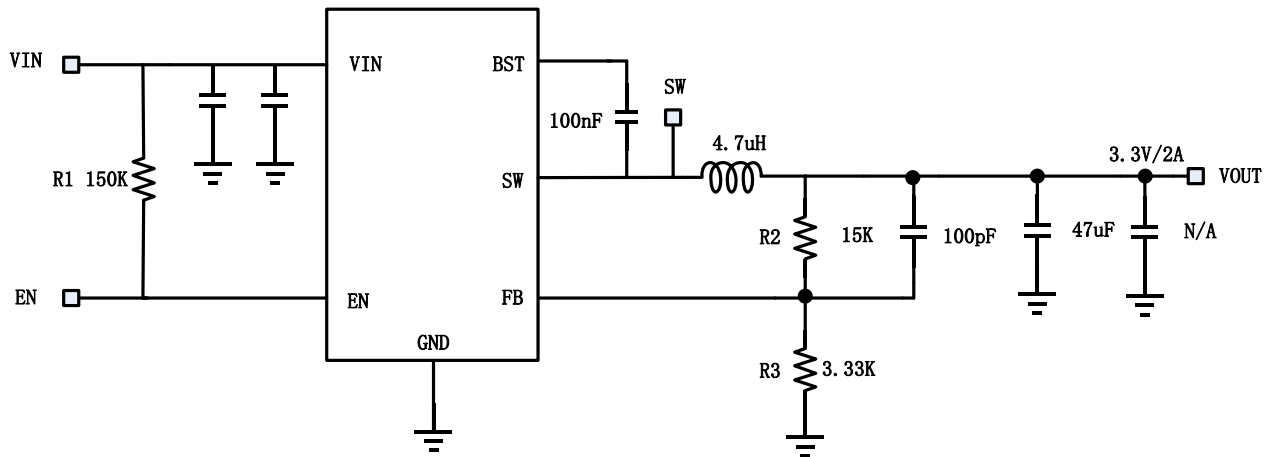 VIN
VIN
BST
SW
100nF
4.7uH
3.3V/2A
R1 150K
SW
VOUT
R2
15K
100pF
47uF
N/A
EN
EN
FB
GND
R3
3.33K